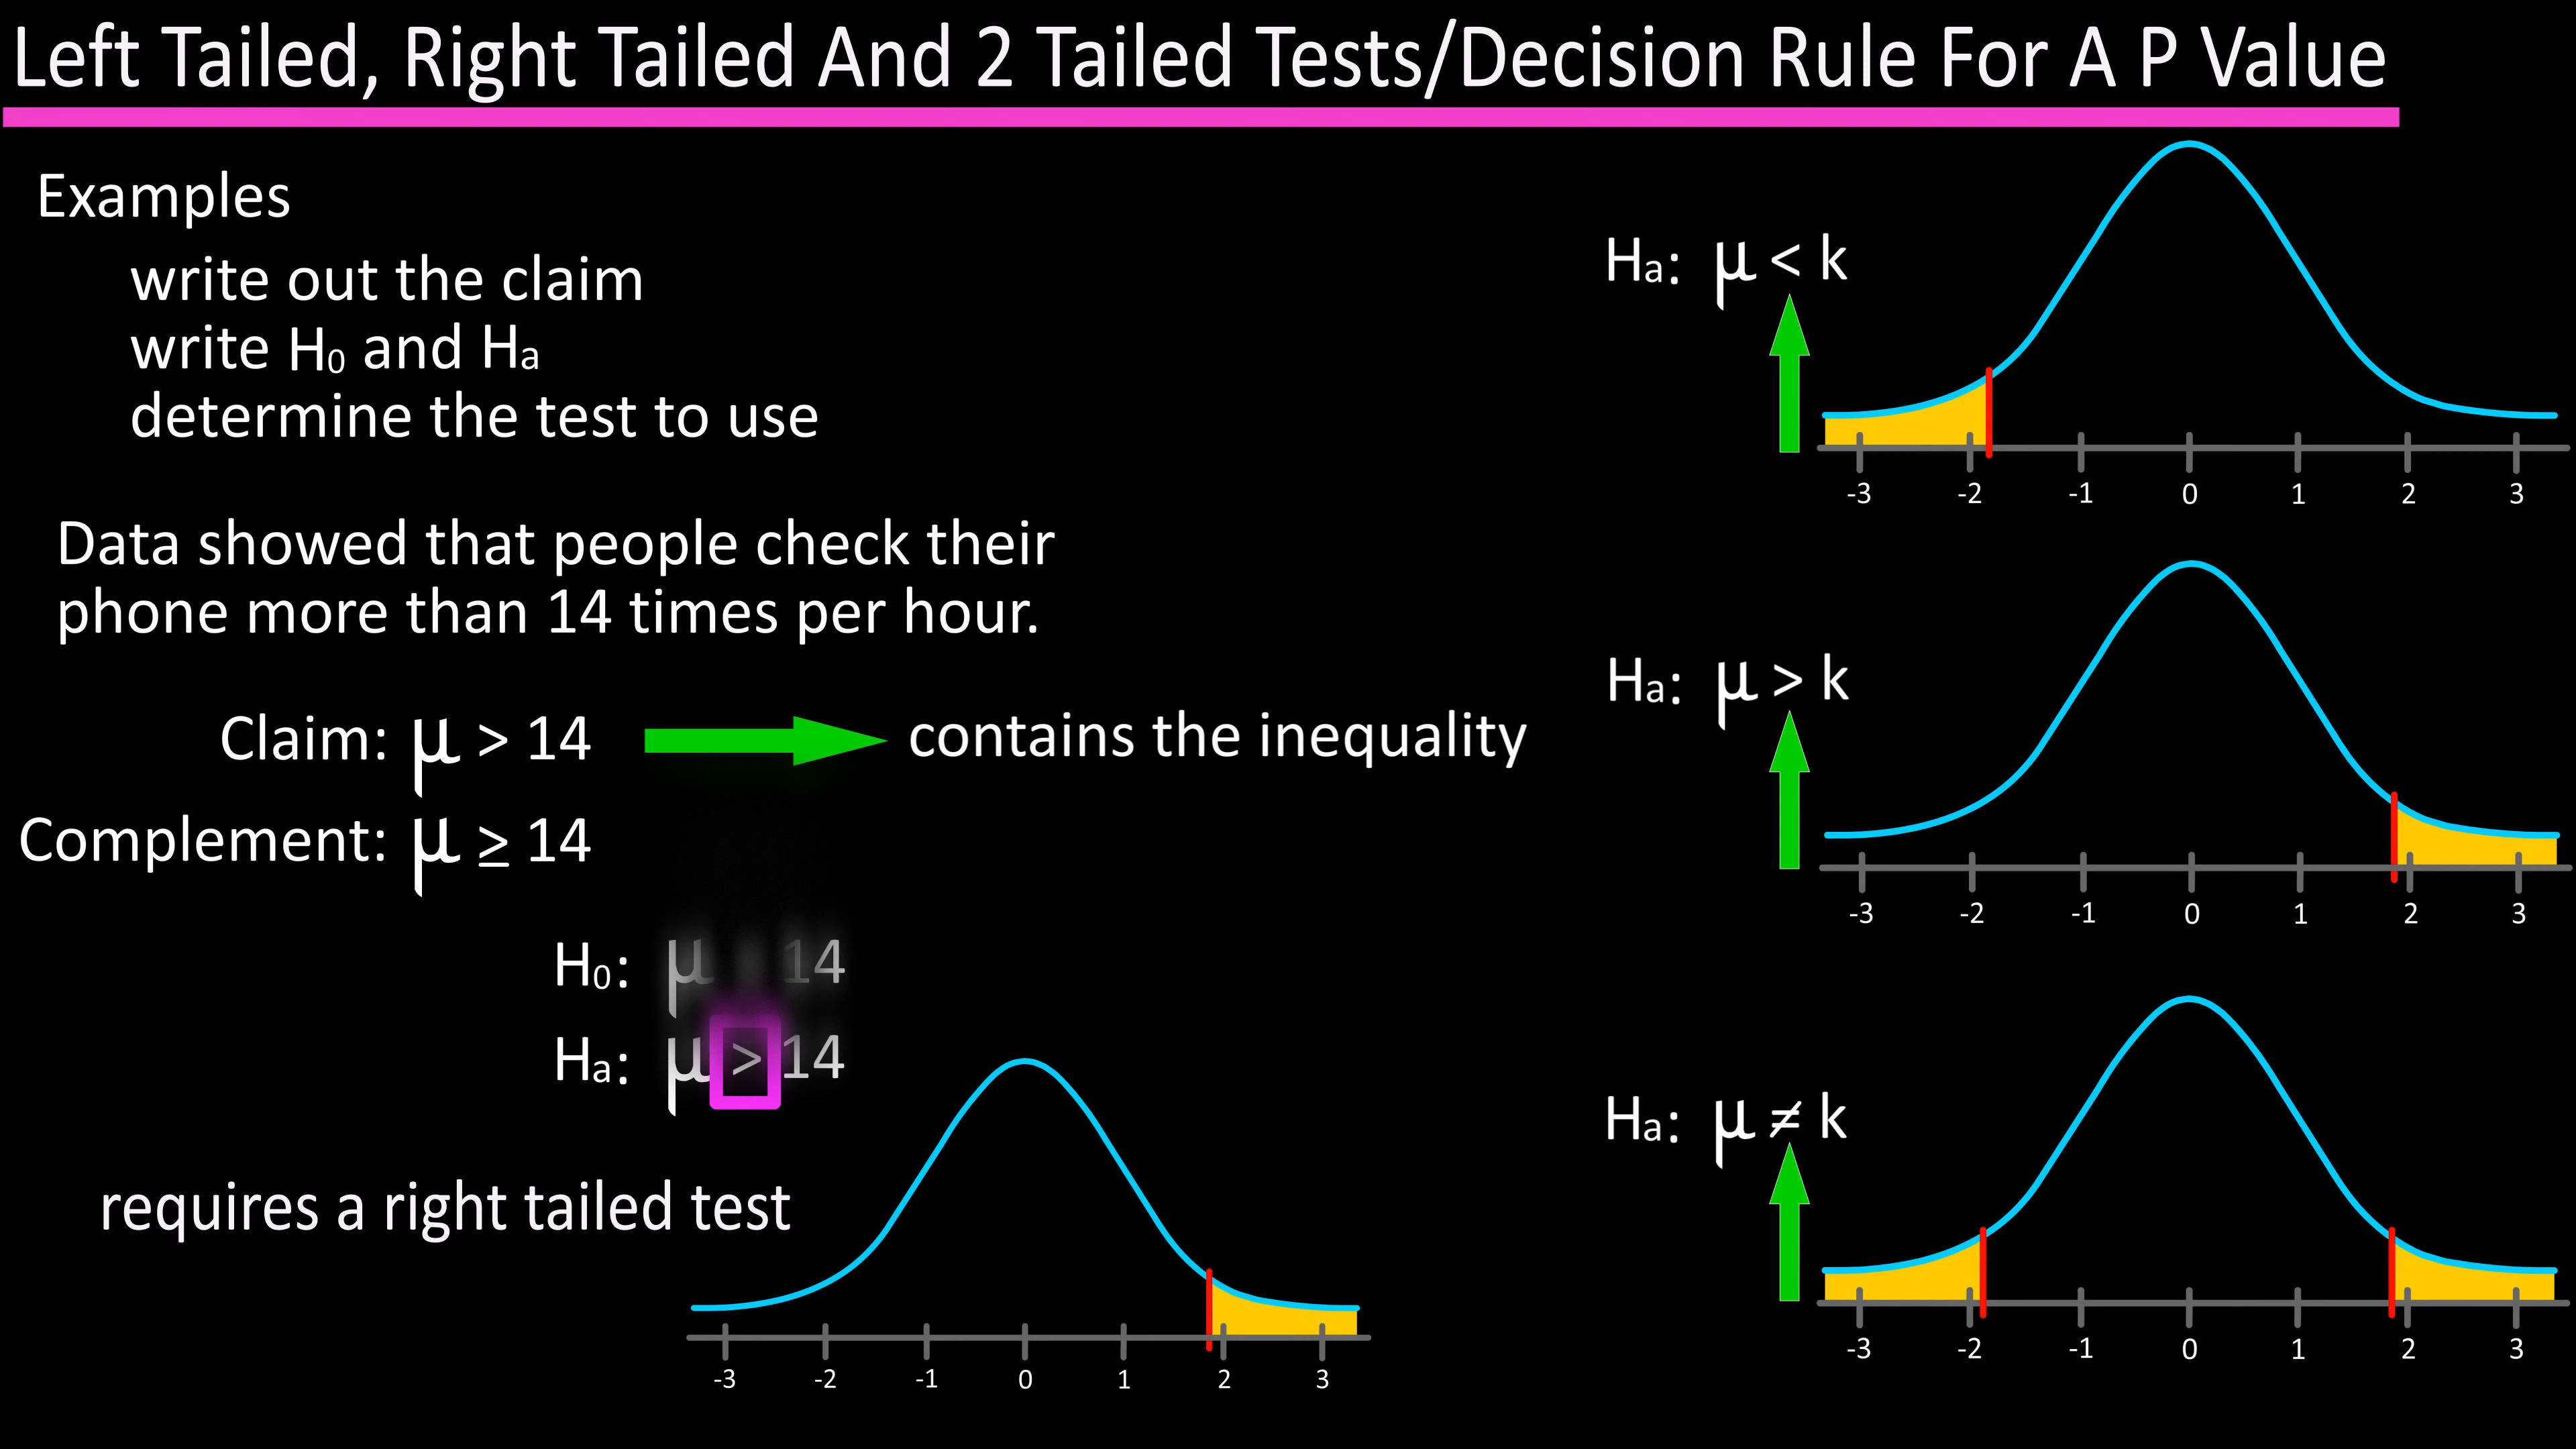 Left Tailed, Right Tailed And 2 Tailed Tests/Decision Rule For A P Value
Examples
write out the claim
write H₀ and Hₐ
determine the test to use
Data showed that people check their
phone more than 14 times per hour.
Claim: μ > 14
contains the inequality
Complement: μ ≥ 14
H₀: μ 14
Hₐ: μ > 14
requires a right tailed test
-3 -2 -1 0 1 2 3
Hₐ: μ < k
-3 -2 -1 0 1 2 3
Hₐ: μ > k
-3 -2 -1 0 1 2 3
Hₐ: μ ≠ k
-3 -2 -1 0 1 2 3